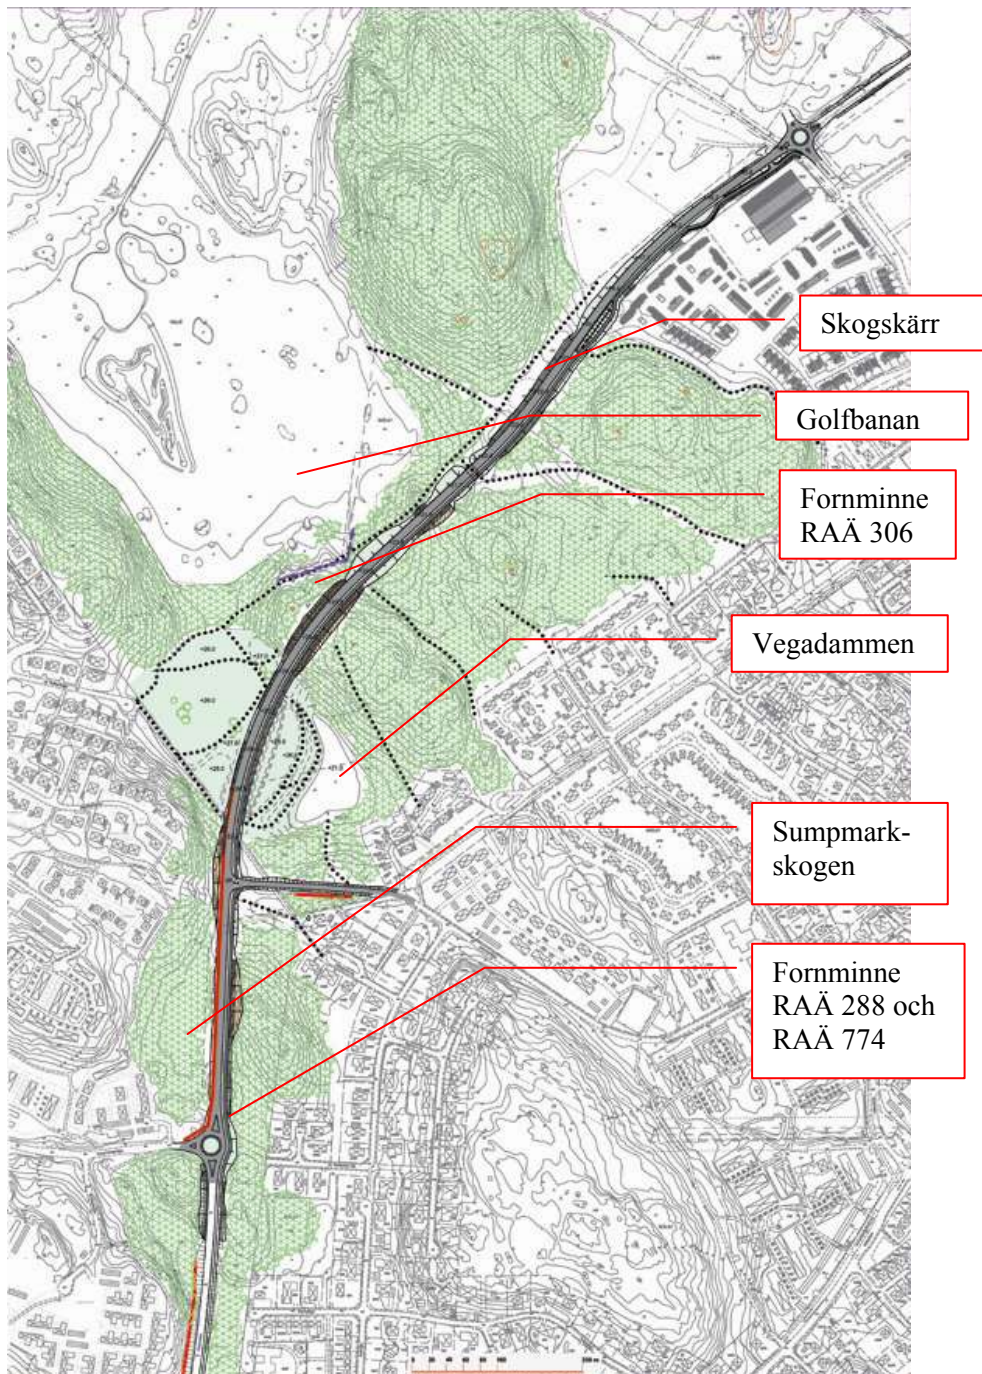 Skogskärr
Golfbanan
Fornminne
RAÄ 306
Vegadammen
Sumpmark-
skogen
Fornminne
RAÄ 288 och
RAÄ 774